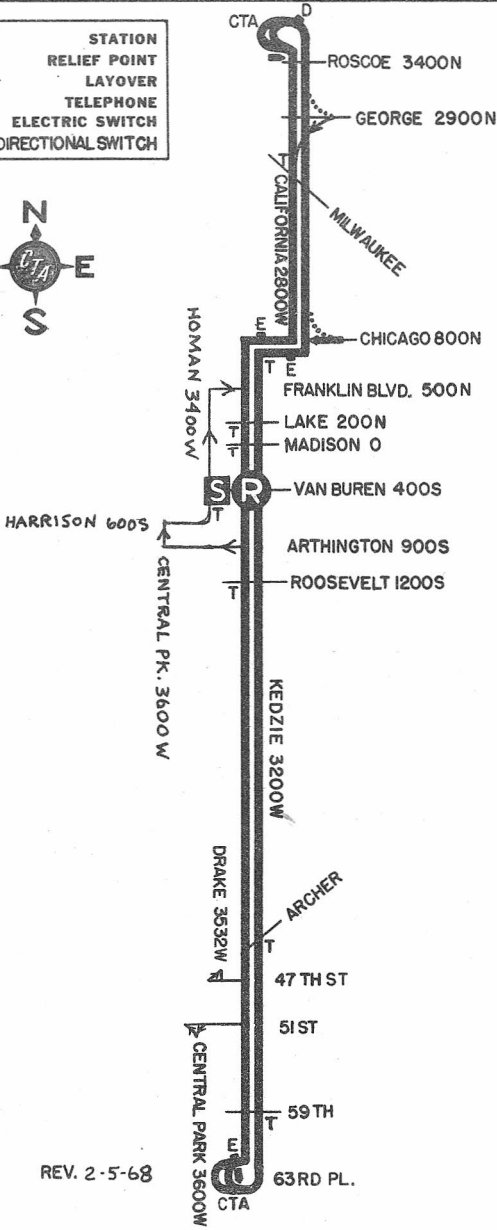 CTA
D
STATION
RELIEF POINT
LAYOVER
TELEPHONE
ELECTRIC SWITCH
DIRECTIONAL SWITCH
ROSCOE 3400N
GEORGE 2900N
T
CALIFORNIA 2800W
MILWAUKEE
N
CTA
E
S
E
CHICAGO 800N
T
E
HOMAN 3400W
FRANKLIN BLVD. 500N
LAKE 200N
T
MADISON 0
T
S
R
VAN BUREN 400S
T
HARRISON 600S
ARTHINGTON 900S
ROOSEVELT 1200S
T
CENTRAL PK. 3600W
KEDZIE 3200W
DRAKE 3532W
ARCHER
T
47TH ST
51ST
CENTRAL PARK 3600W
59TH
T
E
REV. 2-5-68
63RD PL.
CTA